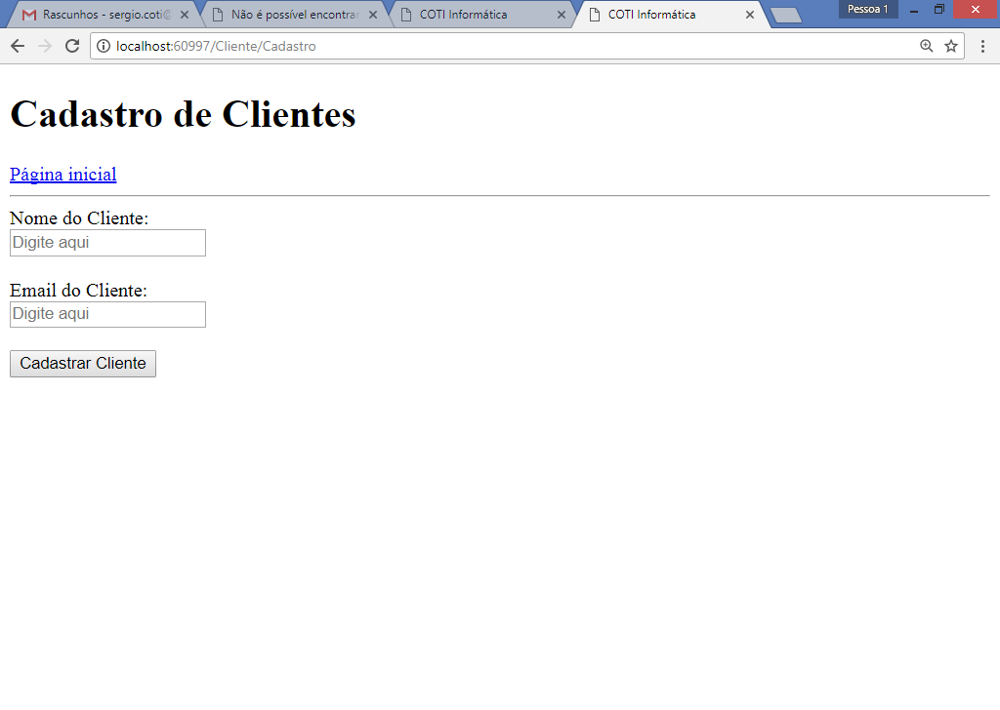 Rascunhos - sergio.coti@
Não é possível encontrar
COTI Informática
COTI Informática
Pessoa 1
localhost:60997/Cliente/Cadastro
Cadastro de Clientes
Página inicial
Nome do Cliente:
Digite aqui
Email do Cliente:
Digite aqui
Cadastrar Cliente